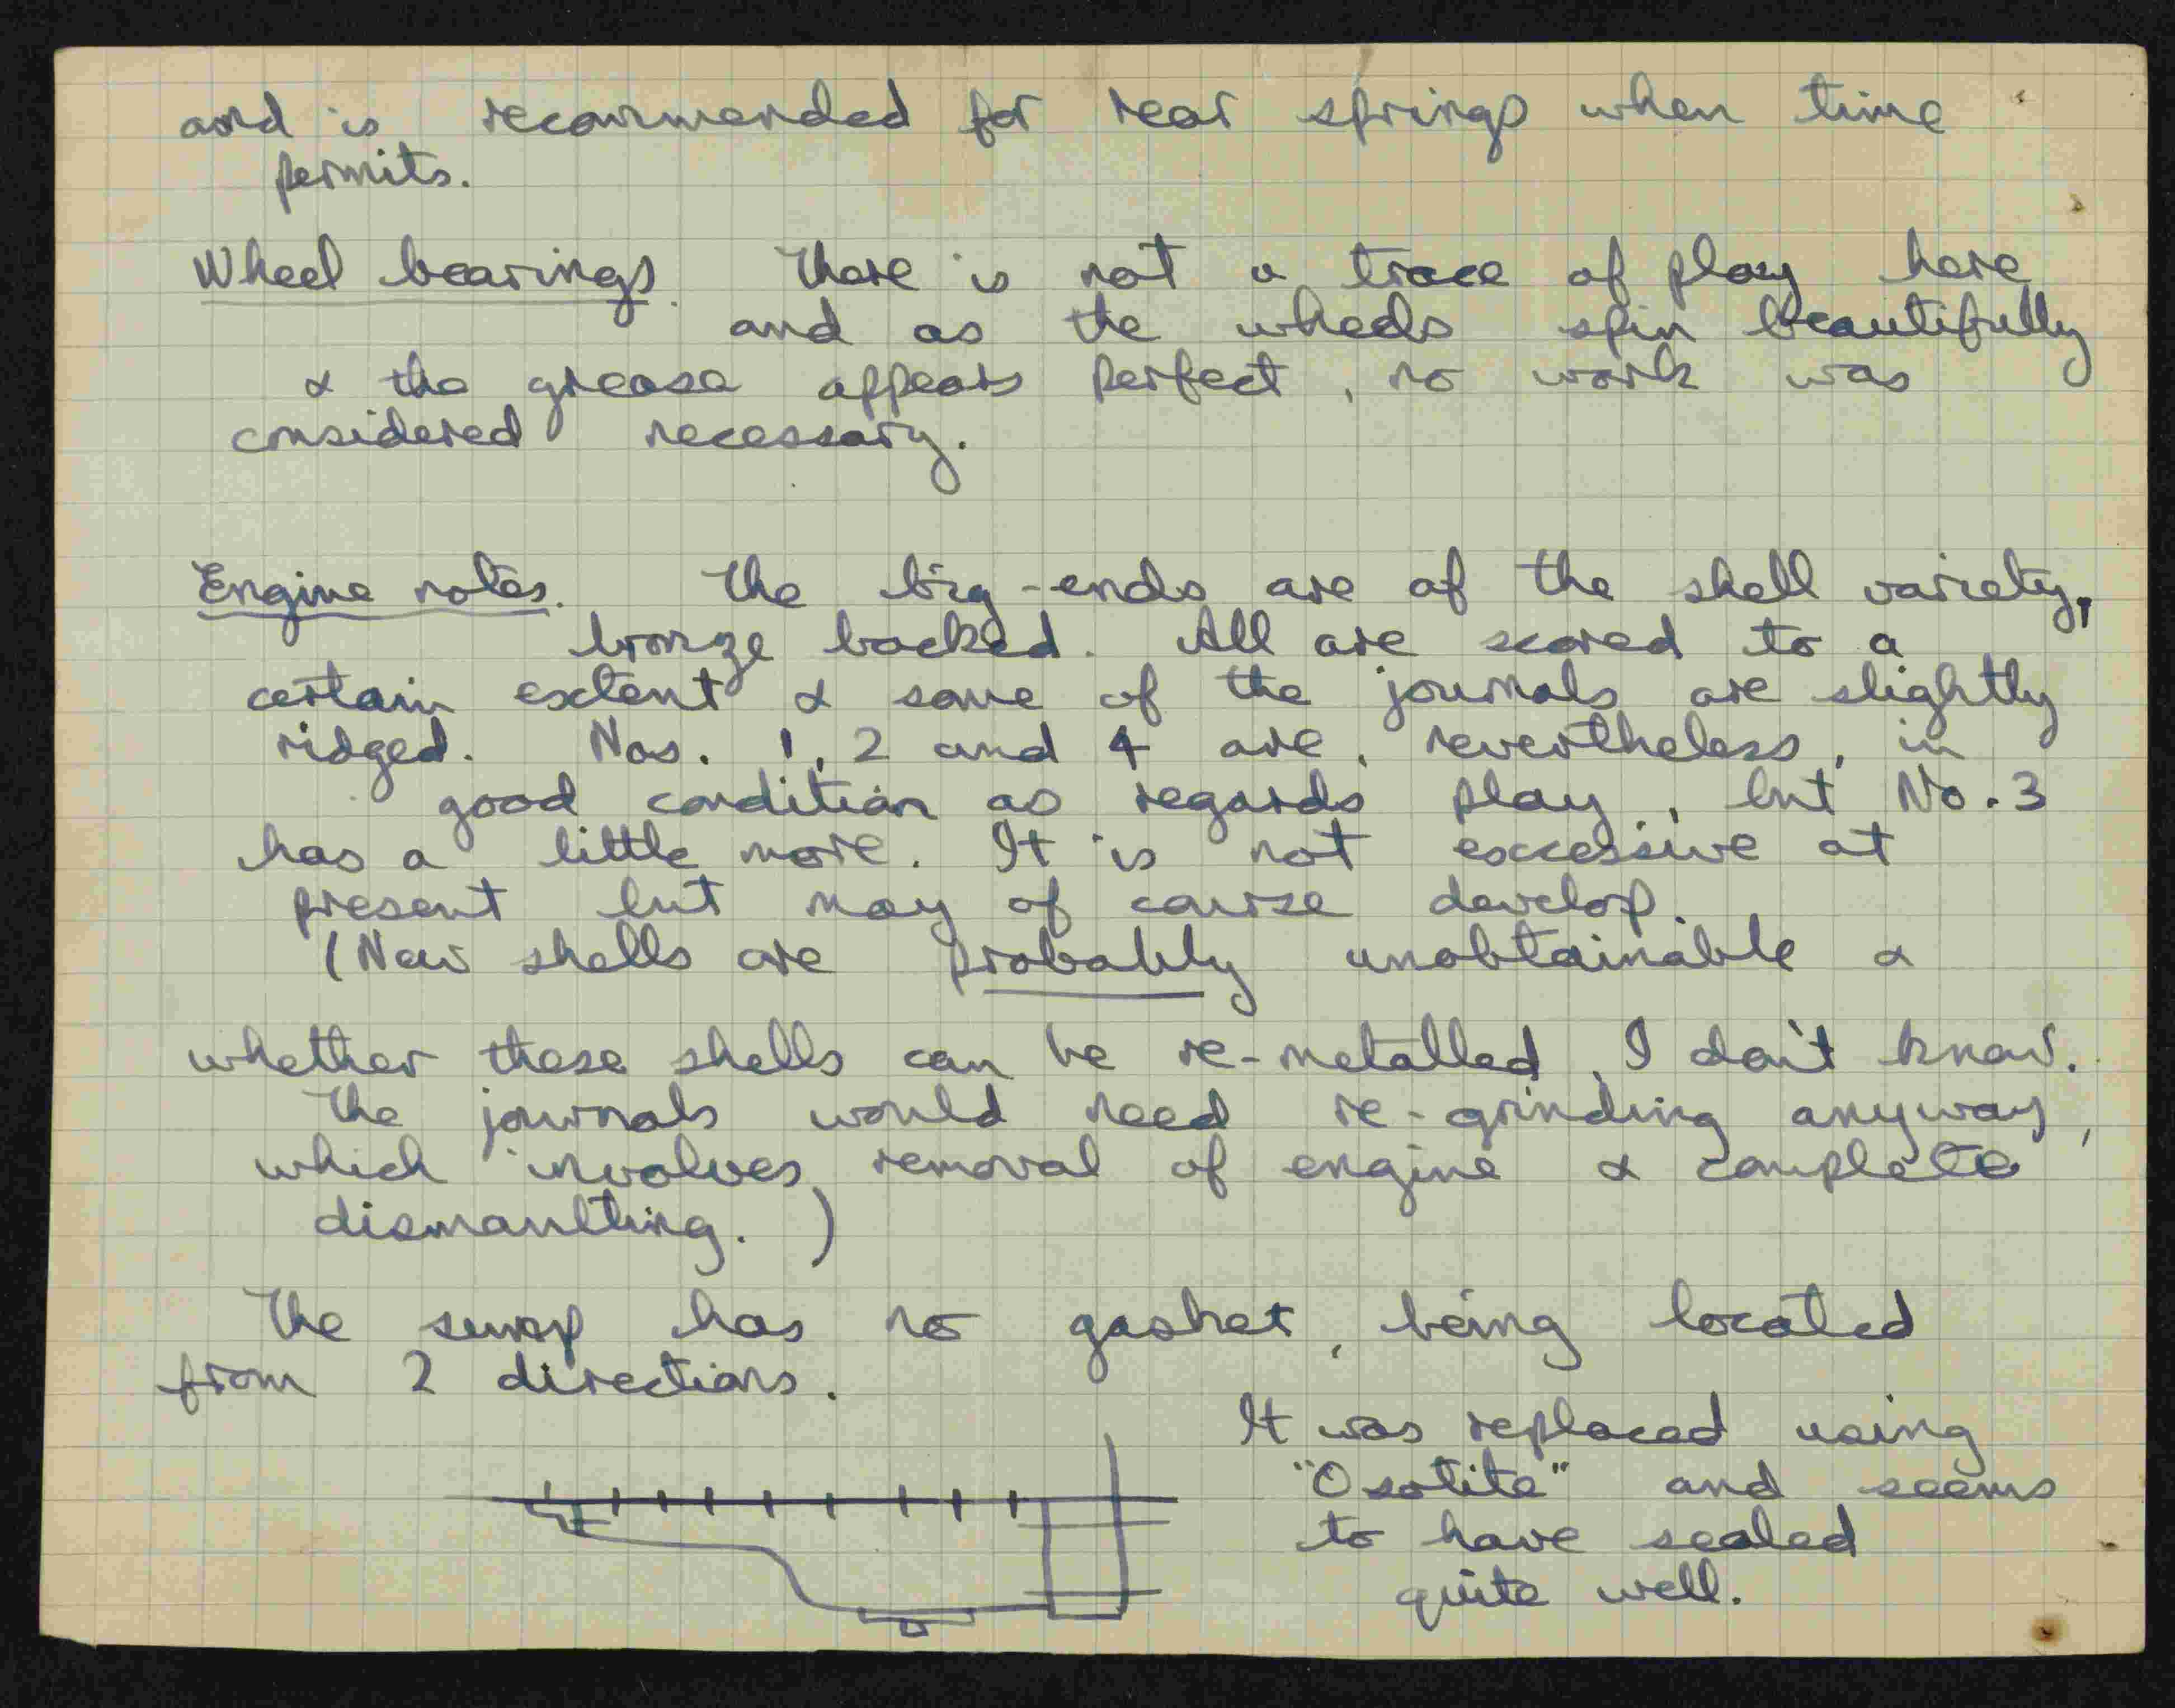 and is recommended for rear springs when time
permits.
Wheel bearings. There is not a trace of play here
and as the wheels spin beautifully
& the grease appears perfect, no work was
considered necessary.
Engine notes. The big-ends are of the shell variety,
bronze backed. All are scored to a
certain extent & some of the journals are slightly
ridged. Nos. 1, 2 and 4 are, nevertheless, in
good condition as regards play, but No. 3
has a little more. It is not excessive at
present but may of course develop.
(New shells are probably unobtainable &
whether these shells can be re-metalled, I don't know.
The journals would need re-grinding anyway,
which involves removal of engine & complete
dismantling.)
The sump has no gasket, being located
from 2 directions.
It was replaced using
"Osotite" and seems
to have sealed
quite well.